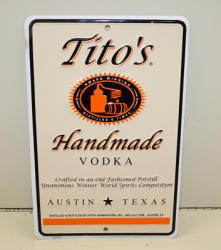 Tito's
Handmade
VODKA
Crafted in an Old Fashioned Potstill
Unanimous Winner World Spirits Competition
AUSTIN ★ TEXAS